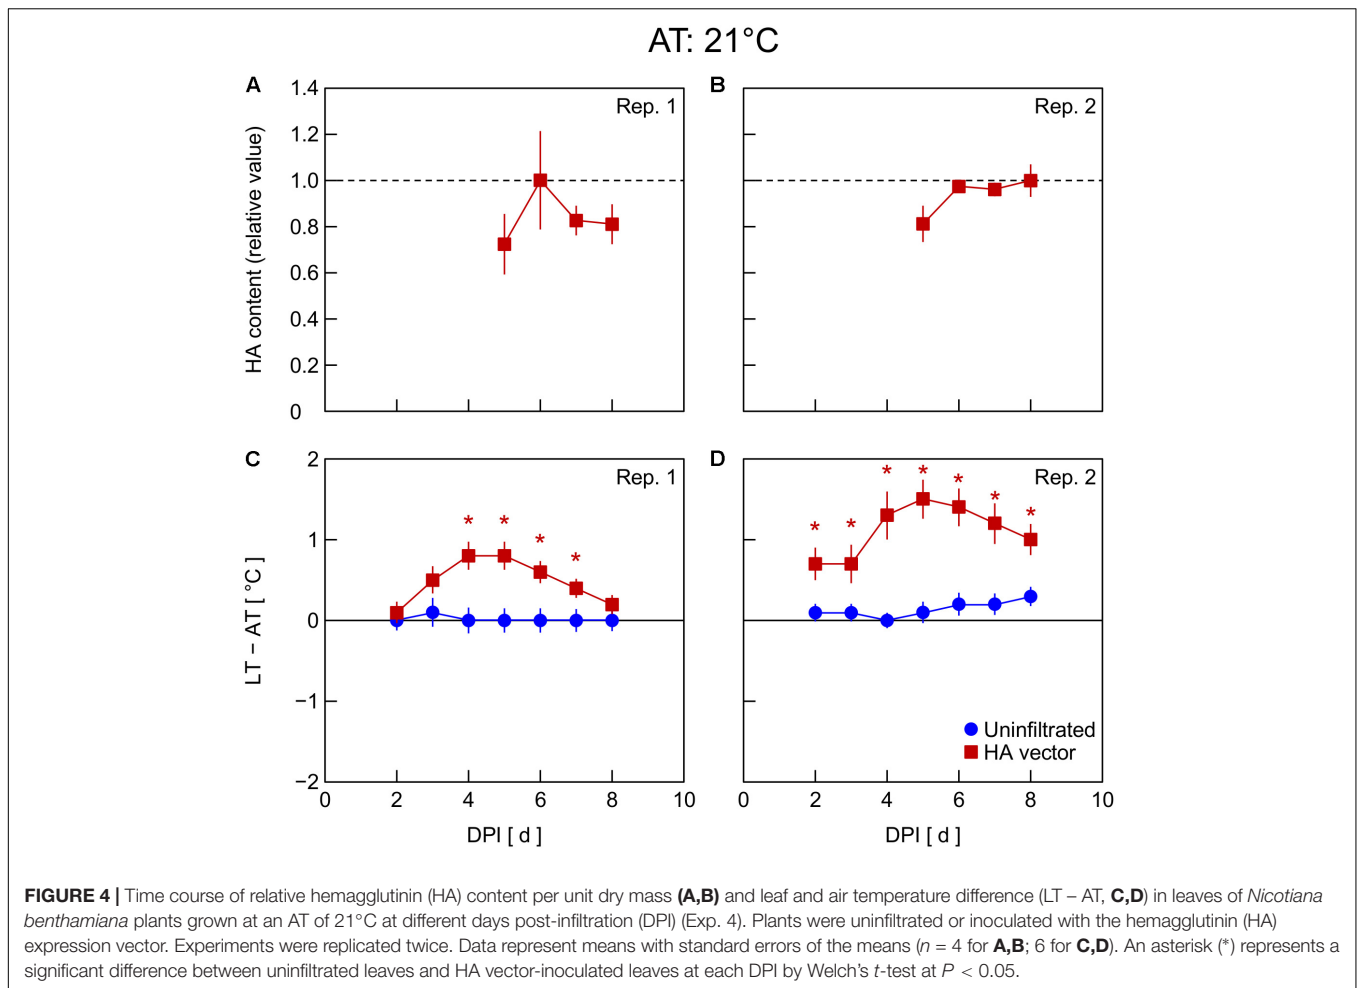 AT: 21°C
A
Rep. 1
1.4
1.2
1.0
0.8
0.6
0.4
0.2
0
HA content (relative value)
B
Rep. 2
C
Rep. 1
2
1
0
−1
−2
LT − AT [ °C ]
* * * *
0 2 4 6 8 10
DPI [ d ]
D
Rep. 2
* * * * * * *
Uninfiltrated
HA vector
0 2 4 6 8 10
DPI [ d ]
FIGURE 4 | Time course of relative hemagglutinin (HA) content per unit dry mass (A,B) and leaf and air temperature difference (LT – AT, C,D) in leaves of Nicotiana
benthamiana plants grown at an AT of 21°C at different days post-infiltration (DPI) (Exp. 4). Plants were uninfiltrated or inoculated with the hemagglutinin (HA)
expression vector. Experiments were replicated twice. Data represent means with standard errors of the means (n = 4 for A,B; 6 for C,D). An asterisk (*) represents a
significant difference between uninfiltrated leaves and HA vector-inoculated leaves at each DPI by Welch's t-test at P < 0.05.